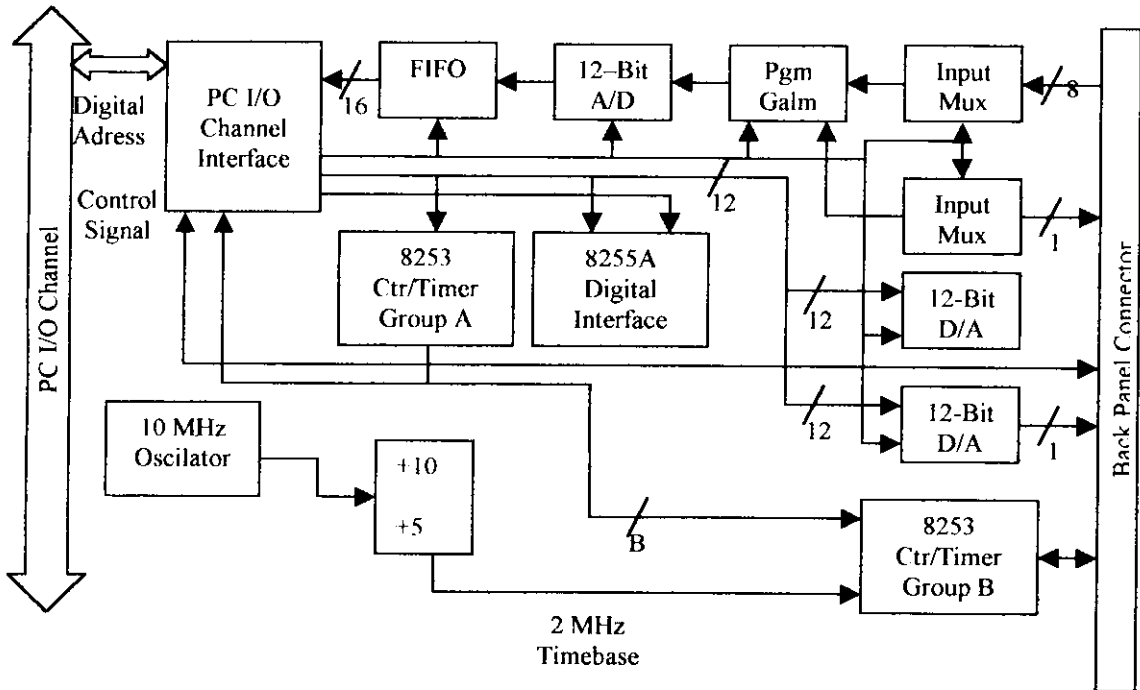 PC I/O Channel
Digital
Adress
Control
Signal
PC I/O
Channel
Interface
16
FIFO
12-Bit
A/D
Pgm
Galm
Input
Mux
8
12
Input
Mux
1
8253
Ctr/Timer
Group A
8255A
Digital
Interface
12
12-Bit
D/A
12
12-Bit
D/A
1
10 MHz
Oscilator
+10
+5
B
8253
Ctr/Timer
Group B
2 MHz
Timebase
Back Panel Connector